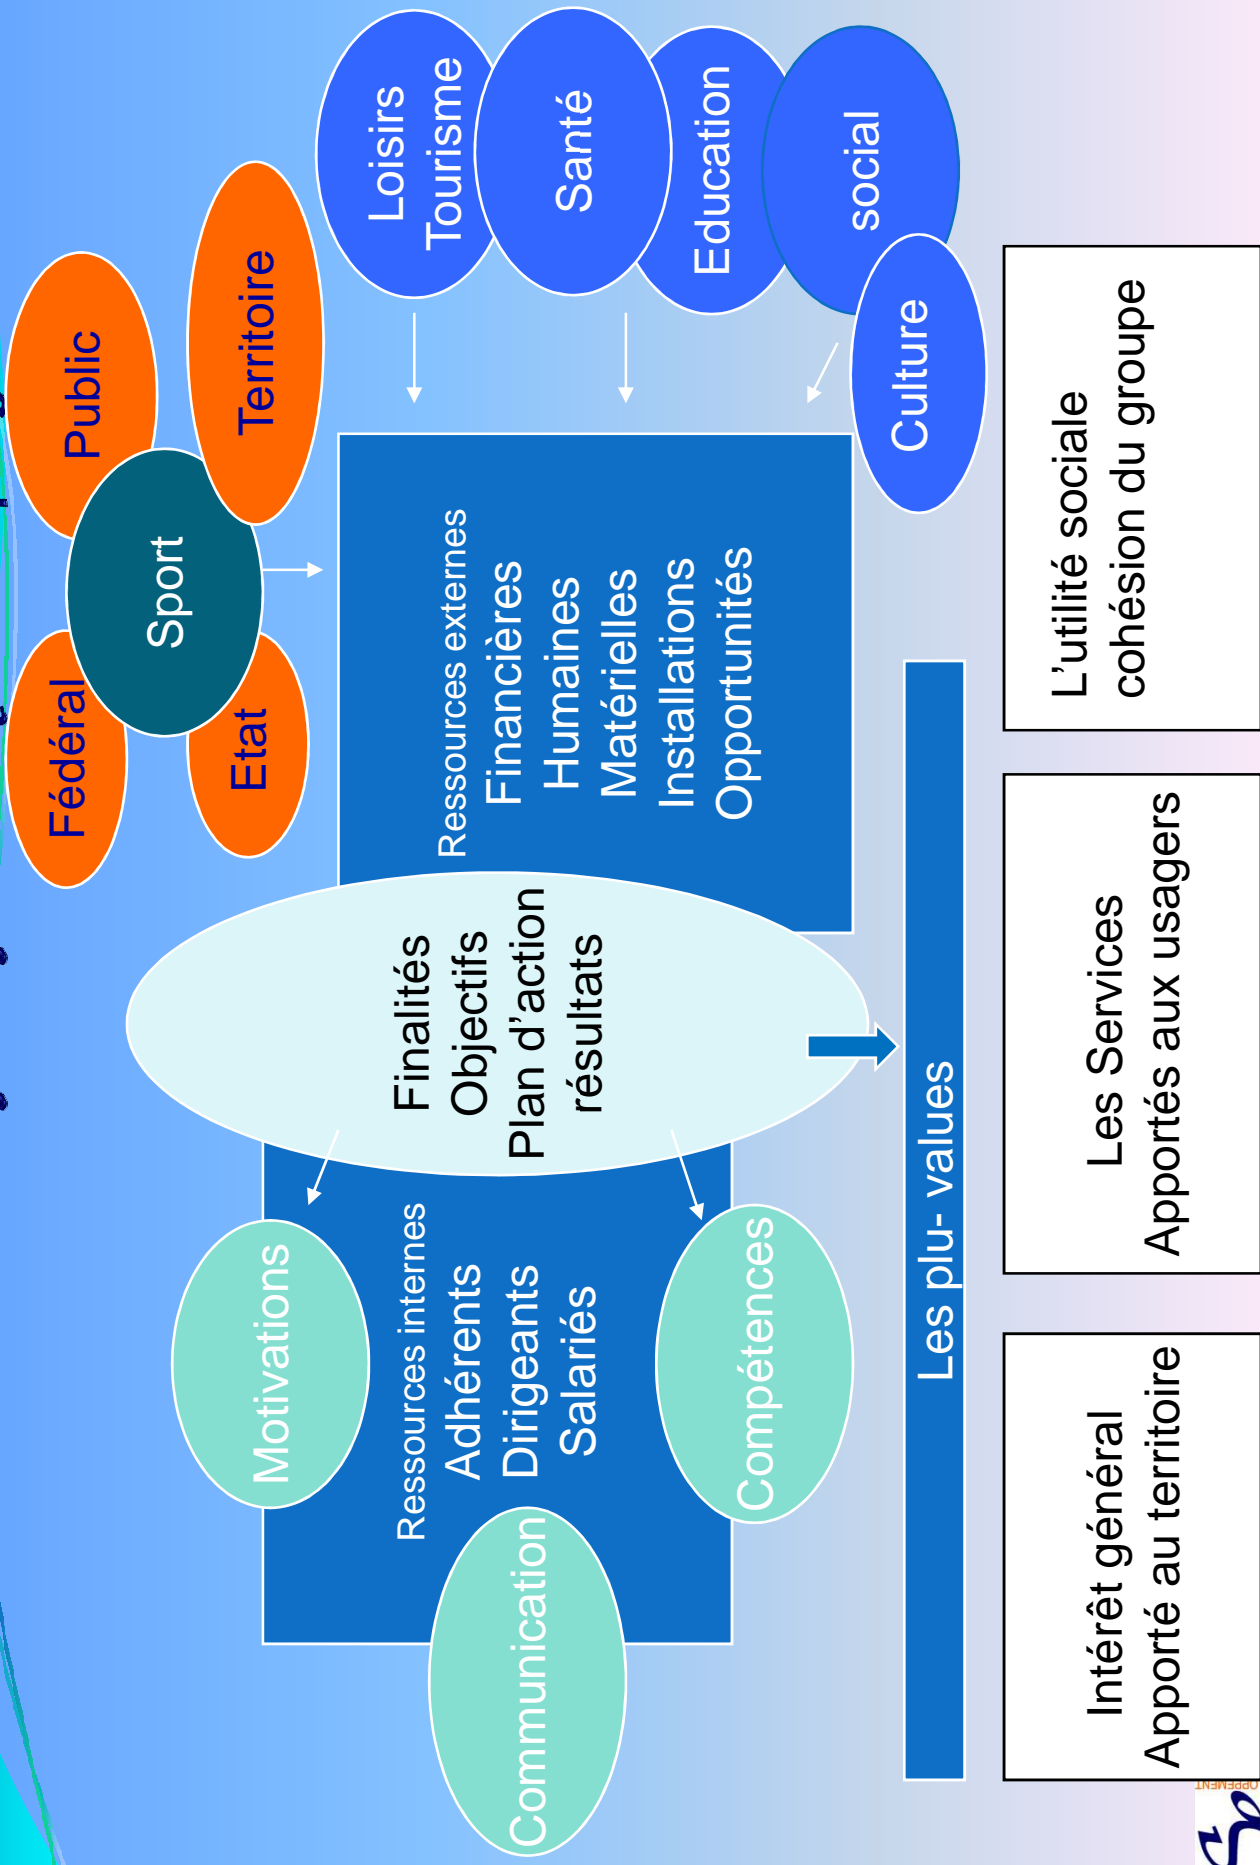 Fédéral
Public
Sport
Etat
Territoire
Loisirs
Tourisme
Santé
Education
social
Culture
Ressources externes
Financières
Humaines
Matérielles
Installations
Opportunités
Finalités
Objectifs
Plan d’action
résultats
Motivations
Ressources internes
Adhérents
Dirigeants
Salariés
Communication
Compétences
Les plu- values
Intérêt général
Apporté au territoire
Les Services
Apportés aux usagers
L’utilité sociale
cohésion du groupe
OPPEMENT